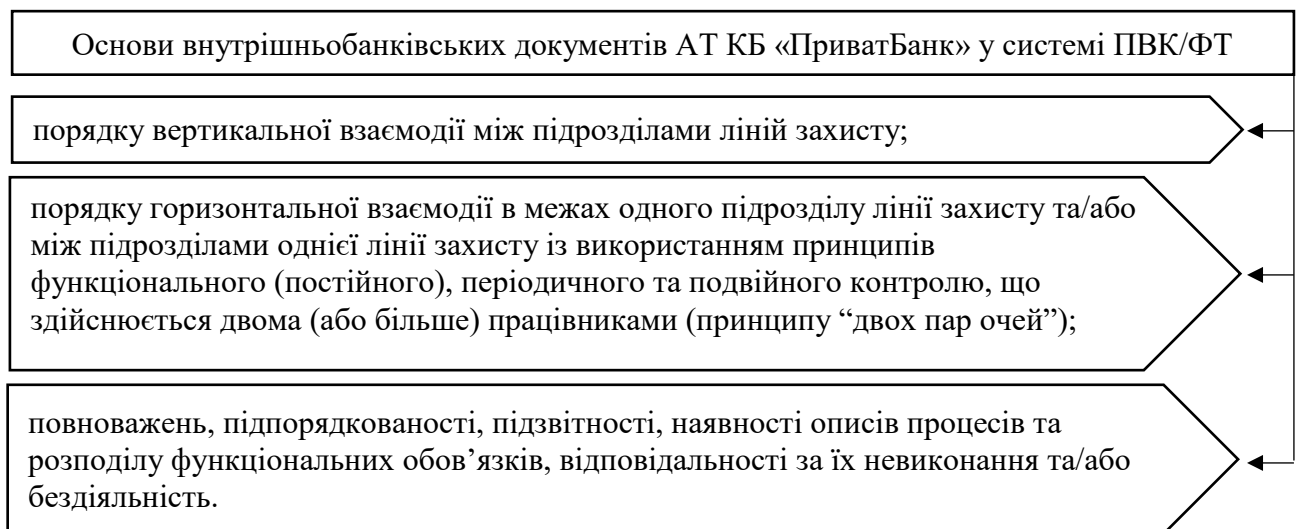 Основи внутрішньобанківських документів АТ КБ «ПриватБанк» у системі ПВК/ФТ
порядку вертикальної взаємодії між підрозділами ліній захисту;
порядку горизонтальної взаємодії в межах одного підрозділу лінії захисту та/або
між підрозділами однієї лінії захисту із використанням принципів
функціонального (постійного), періодичного та подвійного контролю, що
здійснюється двома (або більше) працівниками (принципу “двох пар очей”);
повноважень, підпорядкованості, підзвітності, наявності описів процесів та
розподілу функціональних обов’язків, відповідальності за їх невиконання та/або
бездіяльність.